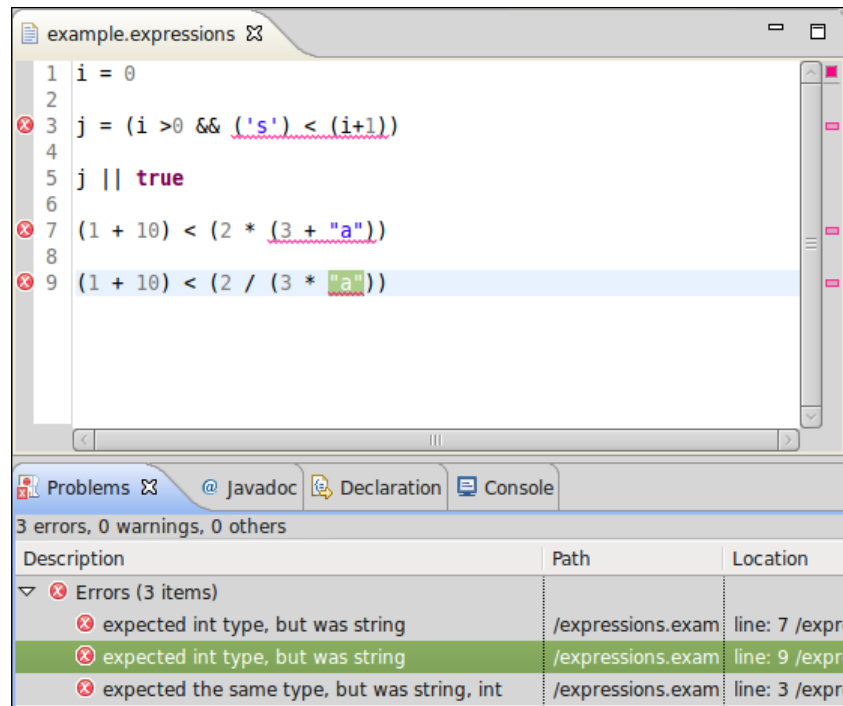 example.expressions
1 i = 0
2
3 j = (i >0 && ('s') < (i+1))
4
5 j || true
6
7 (1 + 10) < (2 * (3 + "a"))
8
9 (1 + 10) < (2 / (3 * "a"))
Problems @ Javadoc Declaration Console
3 errors, 0 warnings, 0 others
Description Path Location
Errors (3 items)
expected int type, but was string /expressions.exam line: 7 /expr
expected int type, but was string /expressions.exam line: 9 /expr
expected the same type, but was string, int /expressions.exam line: 3 /expr